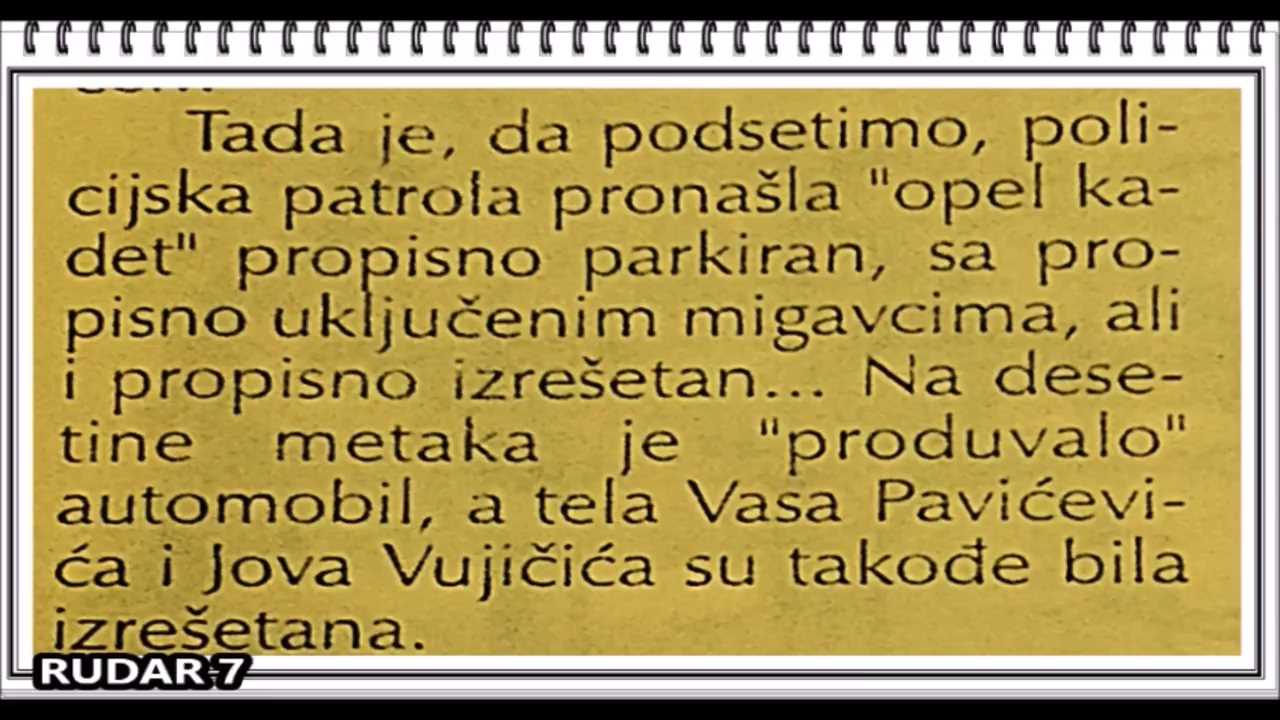 Tada je, da podsetimo, poli-
cijska patrola pronašla "opel ka-
det" propisno parkiran, sa pro-
pisno uključenim migavcima, ali
i propisno izrešetan... Na dese-
tine metaka je "produvalo"
automobil, a tela Vasa Pavićevi-
ća i Jova Vujičića su takođe bila
izrešetana.
RUDAR 7